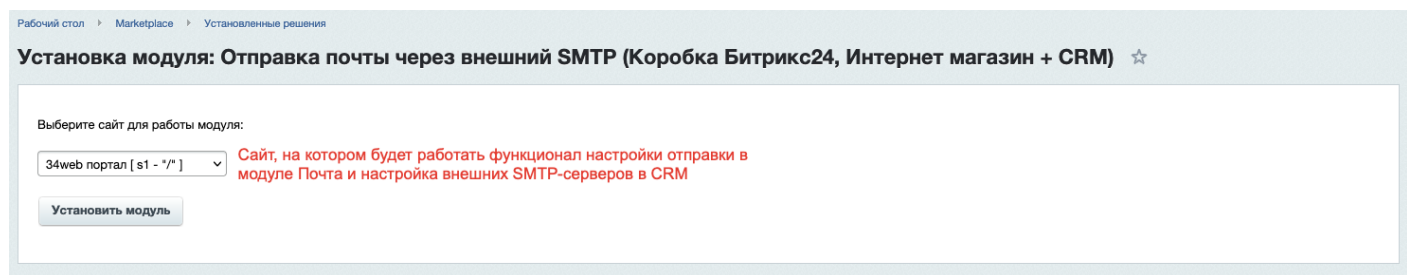 Рабочий стол Marketplace Установленные решения
Установка модуля: Отправка почты через внешний SMTP (Коробка Битрикс24, Интернет магазин + CRM)
Выберите сайт для работы модуля:
34web портал [ s1 - "/" ]
Сайт, на котором будет работать функционал настройки отправки в
модуле Почта и настройка внешних SMTP-серверов в CRM
Установить модуль